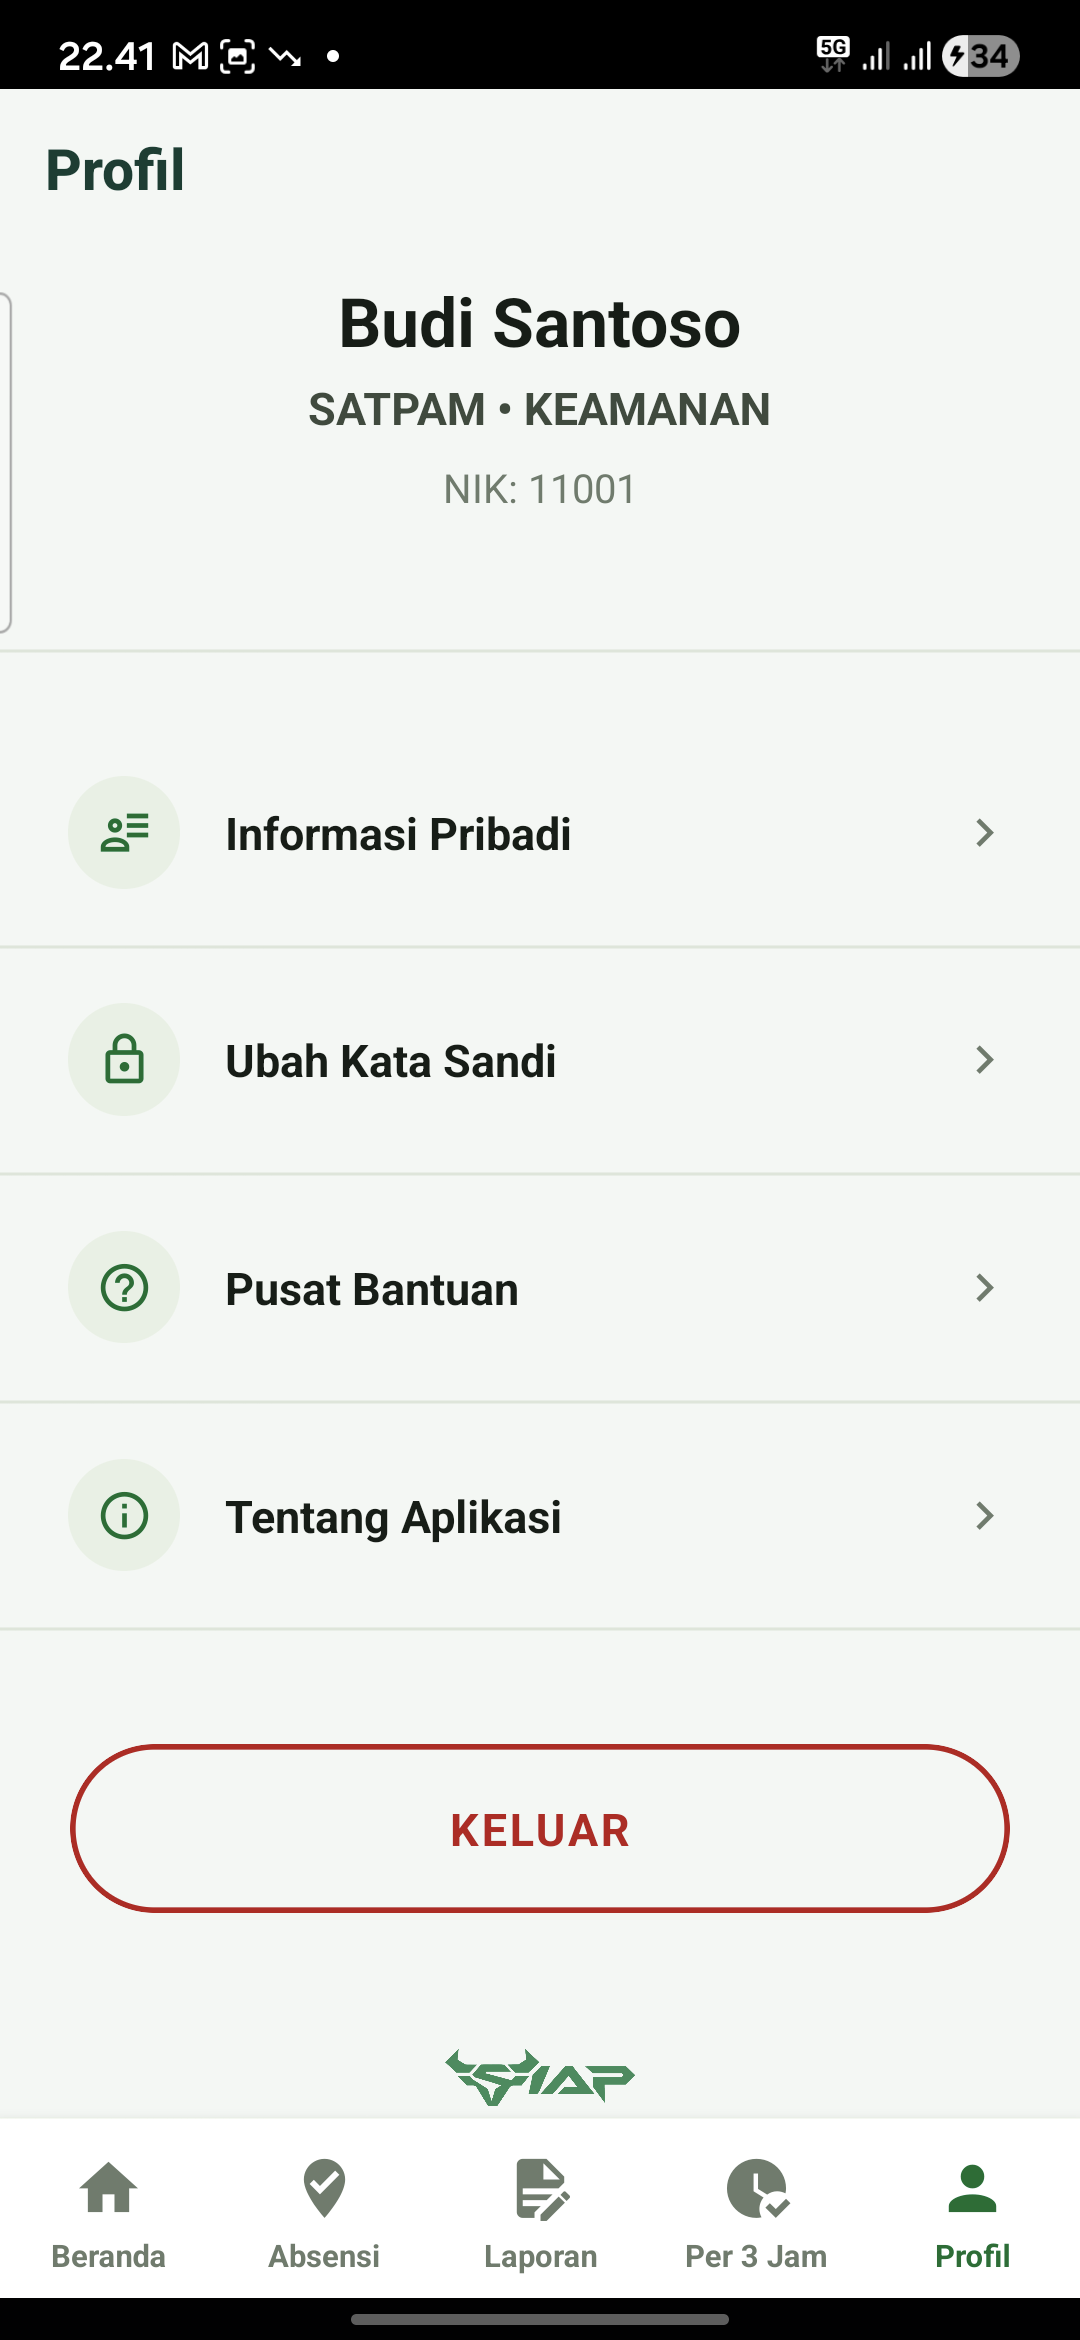 22.41
5G
34
Profil
Budi Santoso
SATPAM • KEAMANAN
NIK: 11001
Informasi Pribadi
Ubah Kata Sandi
Pusat Bantuan
Tentang Aplikasi
KELUAR
SIAP
Beranda
Absensi
Laporan
Per 3 Jam
Profil